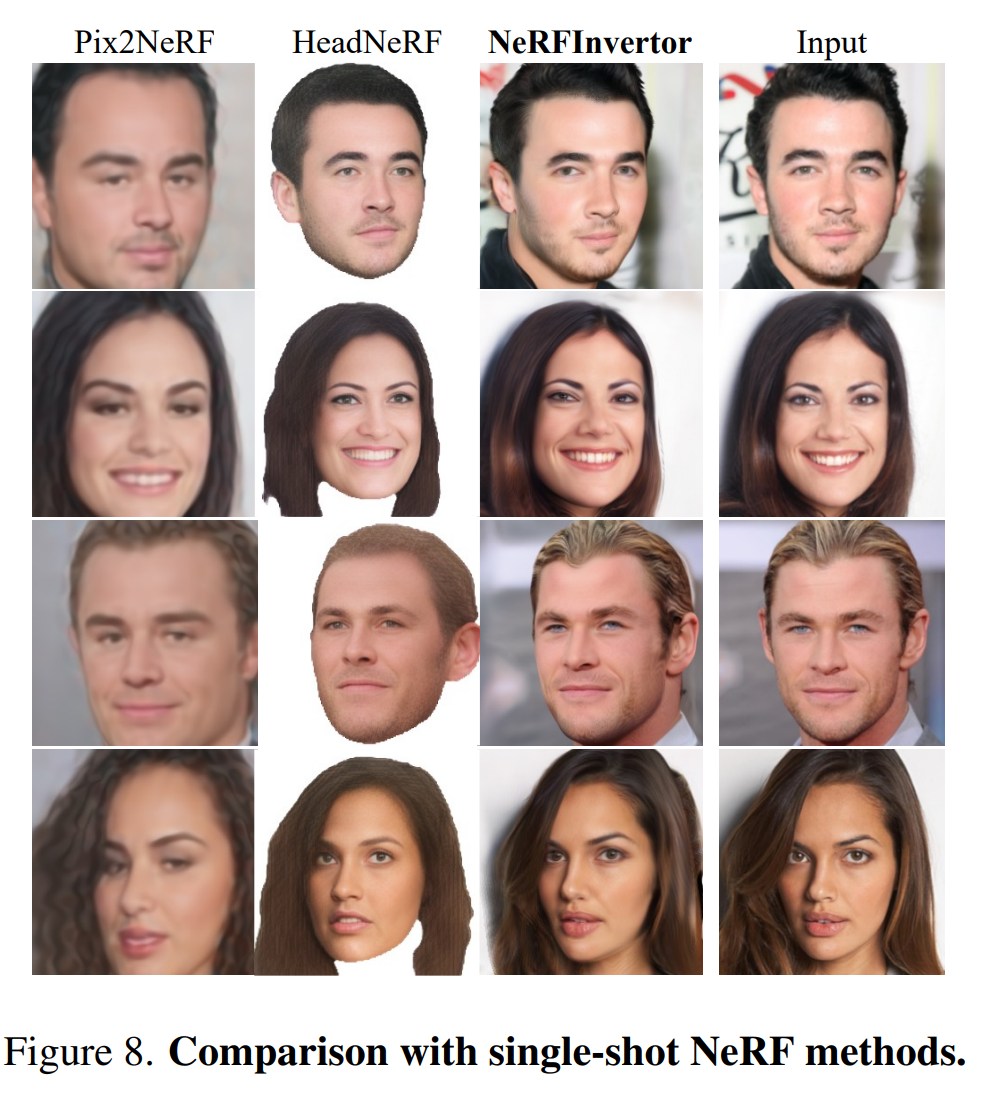 Pix2NeRF HeadNeRF NeRFInvertor Input
Figure 8. Comparison with single-shot NeRF methods.